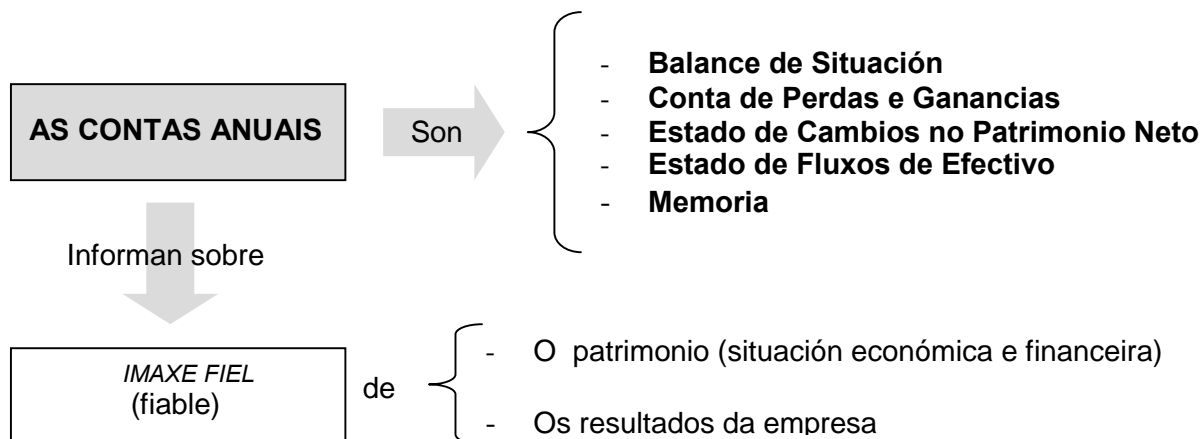 AS CONTAS ANUAIS
Son
- Balance de Situación
- Conta de Perdas e Ganancias
- Estado de Cambios no Patrimonio Neto
- Estado de Fluxos de Efectivo
- Memoria
Informan sobre
IMAXE FIEL
(fiable)
de
- O patrimonio (situación económica e financeira)
- Os resultados da empresa